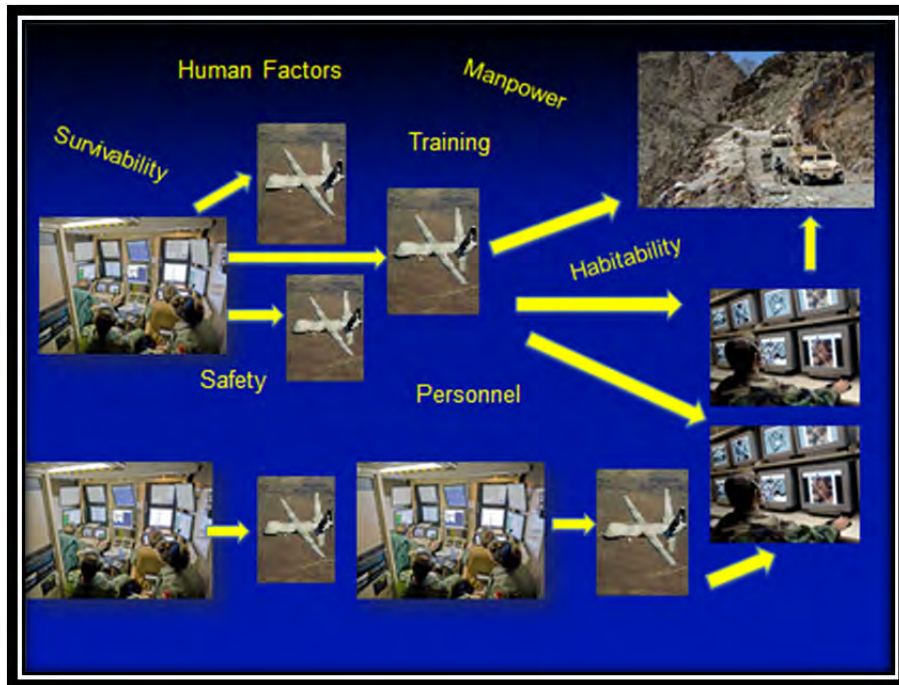 Human Factors
Manpower
Survivability
Training
Habitability
Safety
Personnel